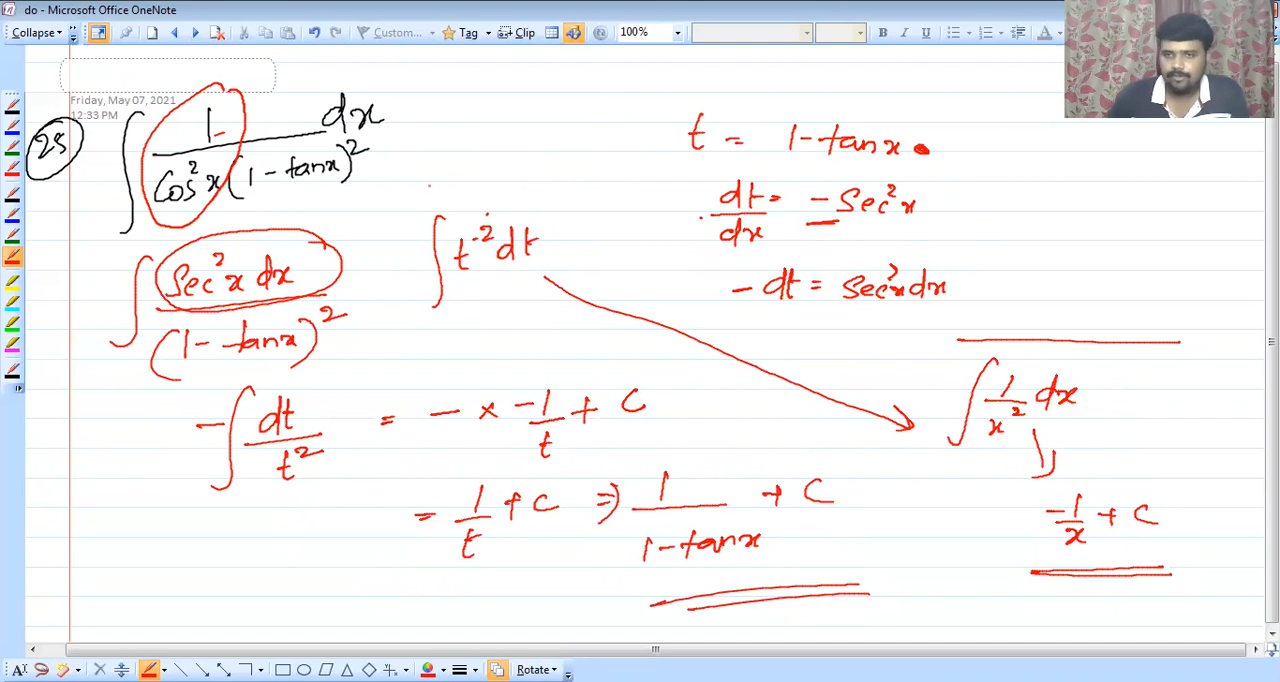 do - Microsoft Office OneNote
Collapse
Custom...
Tag
Clip
100%
B I U
A
Friday, May 07, 2021
12:33 PM
25
∫ 1 / cos²x (1 - tanx)² dx
∫ sec²x dx / (1 - tanx)²
- ∫ dt / t² = - × -1/t + C
= 1/t + C ⇒ 1 / 1 - tanx + C
∫ t⁻² dt
t = 1 - tanx
dt/dx = - sec²x
- dt = sec²x dx
∫ 1/x² dx
-1/x + C
Rotate